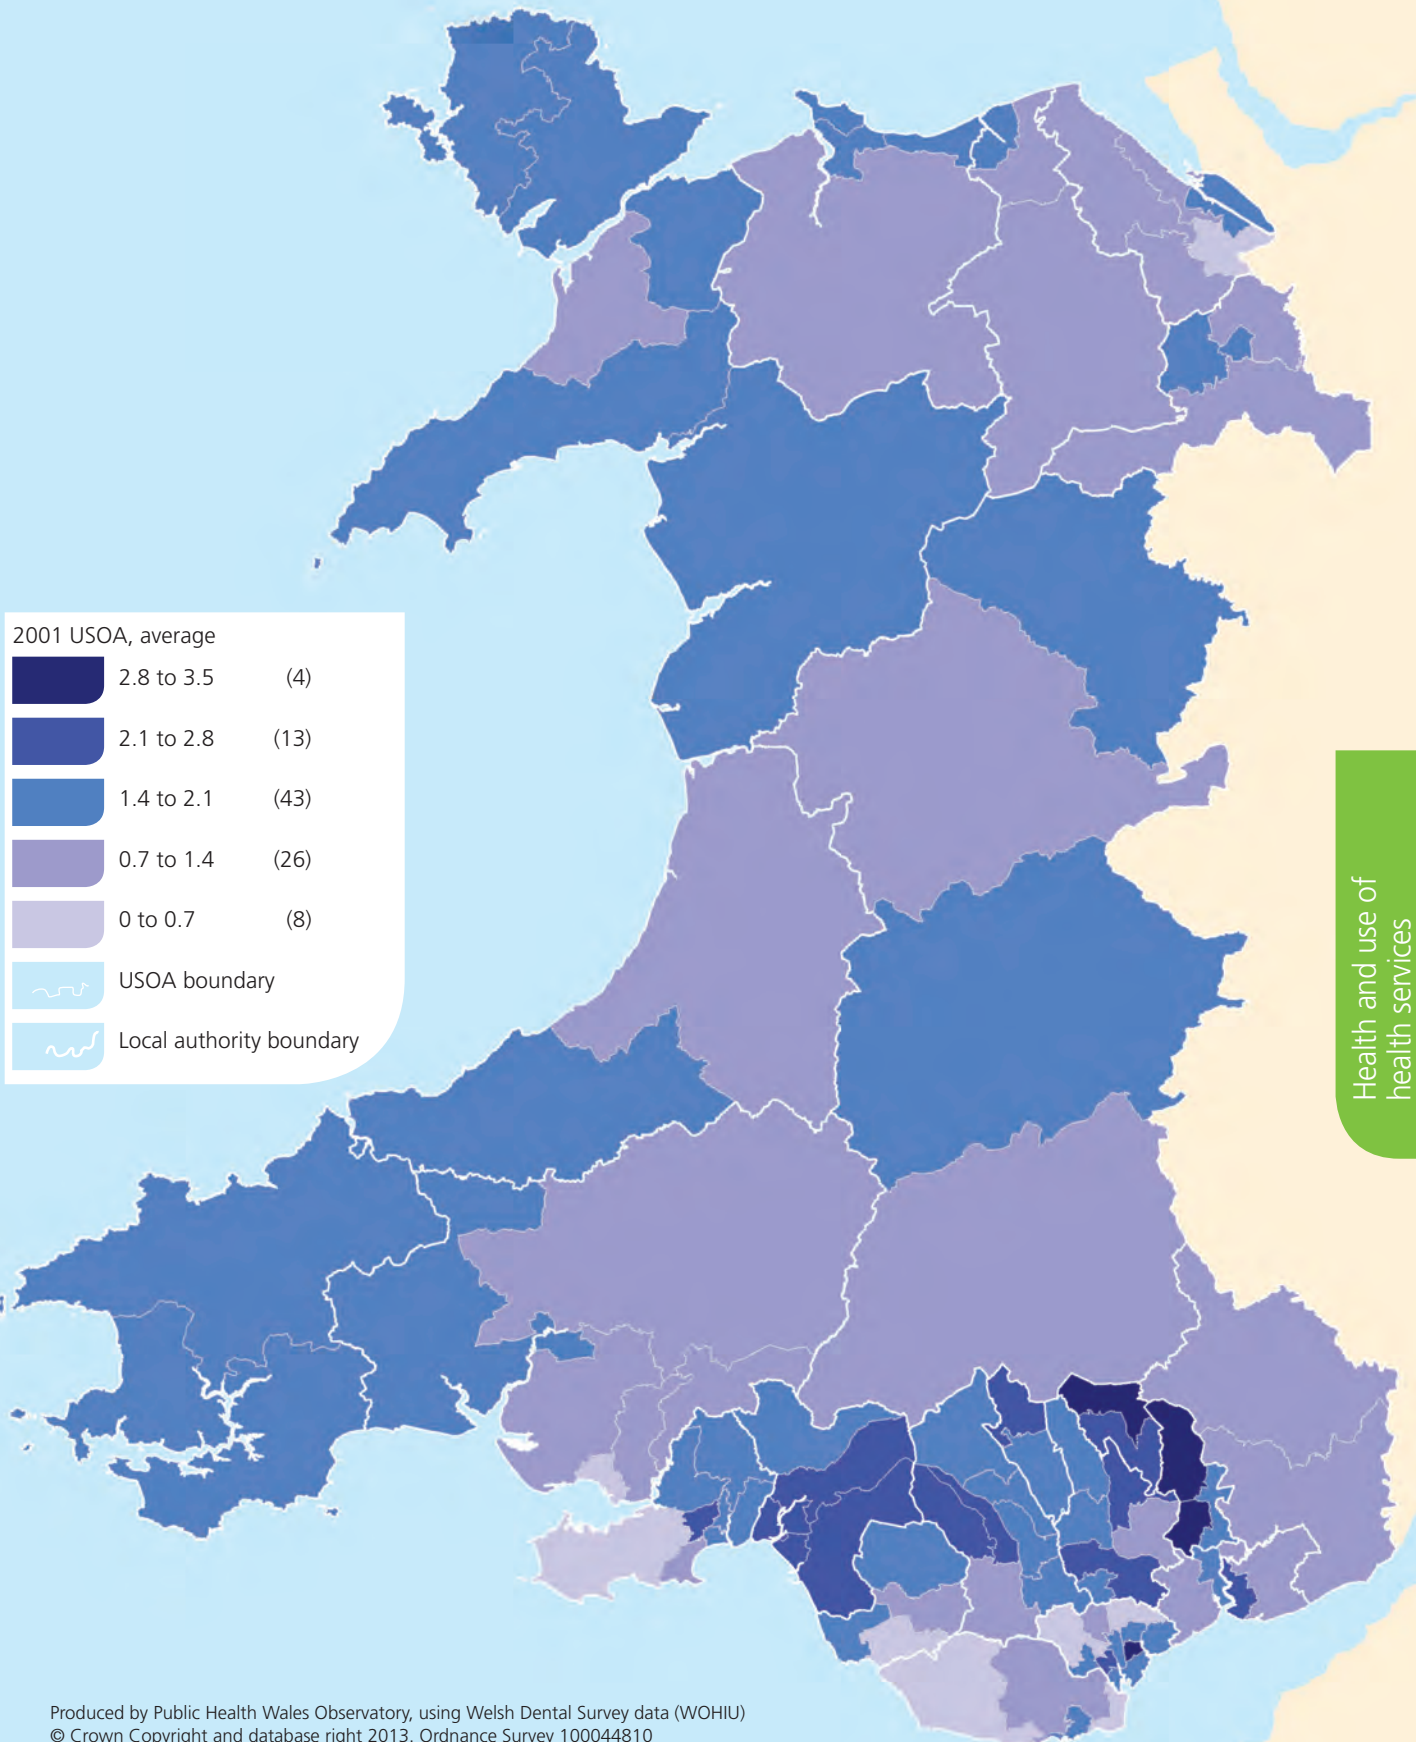 2001 USOA, average
2.8 to 3.5 (4)
2.1 to 2.8 (13)
1.4 to 2.1 (43)
0.7 to 1.4 (26)
0 to 0.7 (8)
USOA boundary
Local authority boundary
Health and use of
health services
Produced by Public Health Wales Observatory, using Welsh Dental Survey data (WOHIU)
© Crown Copyright and database right 2013. Ordnance Survey 100044810